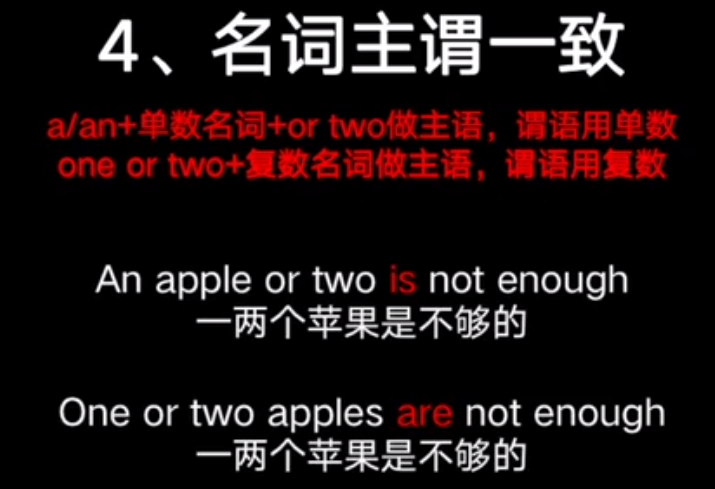 4、名词主谓一致
a/an+单数名词+or two做主语，谓语用单数
one or two+复数名词做主语，谓语用复数
An apple or two is not enough
一两个苹果是不够的
One or two apples are not enough
一两个苹果是不够的